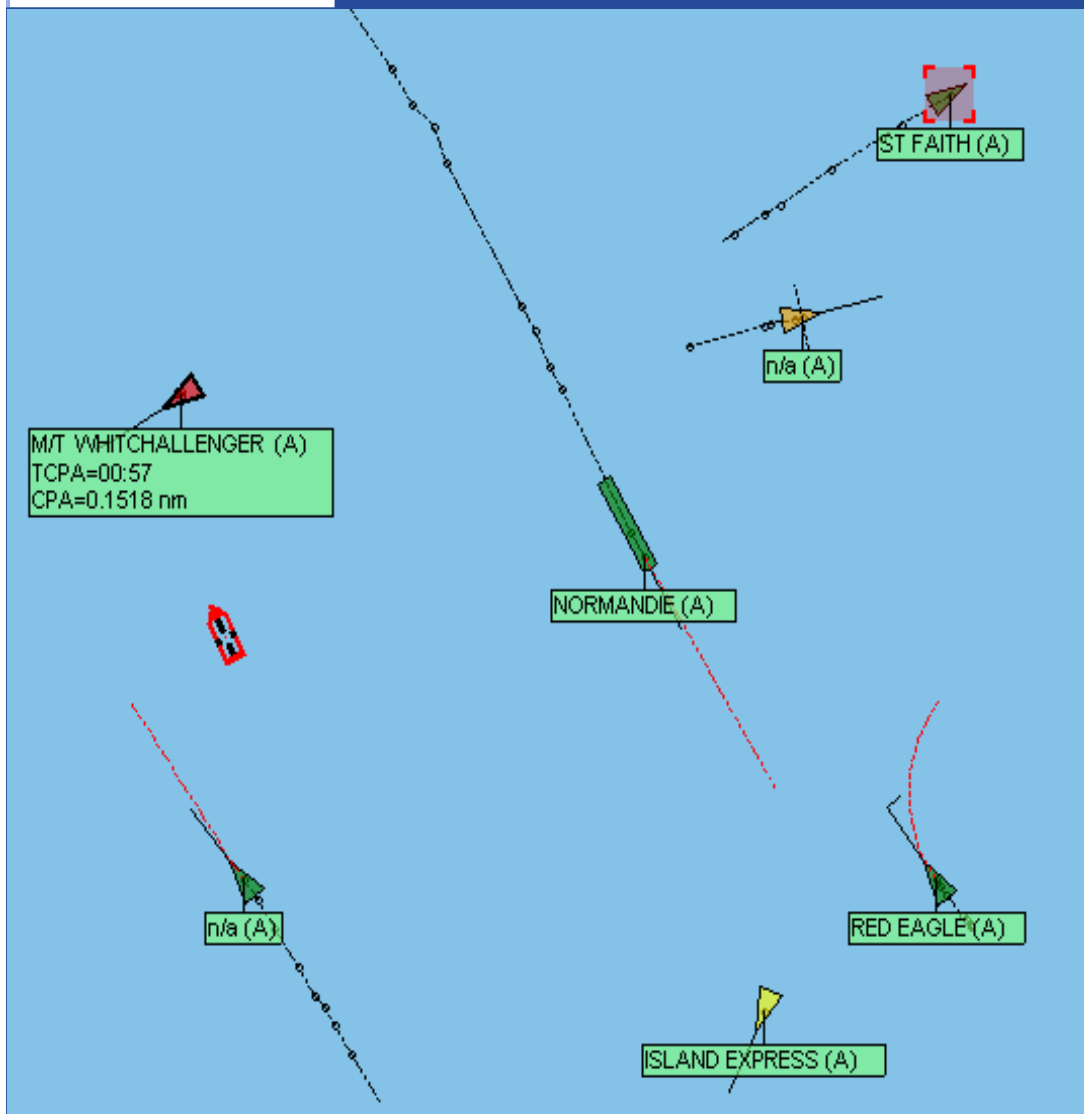 ST FAITH (A)
n/a (A)
M/T WHITCHALLENGER (A)
TCPA=00:57
CPA=0.1518 nm
NORMANDIE (A)
n/a (A)
RED EAGLE (A)
ISLAND EXPRESS (A)